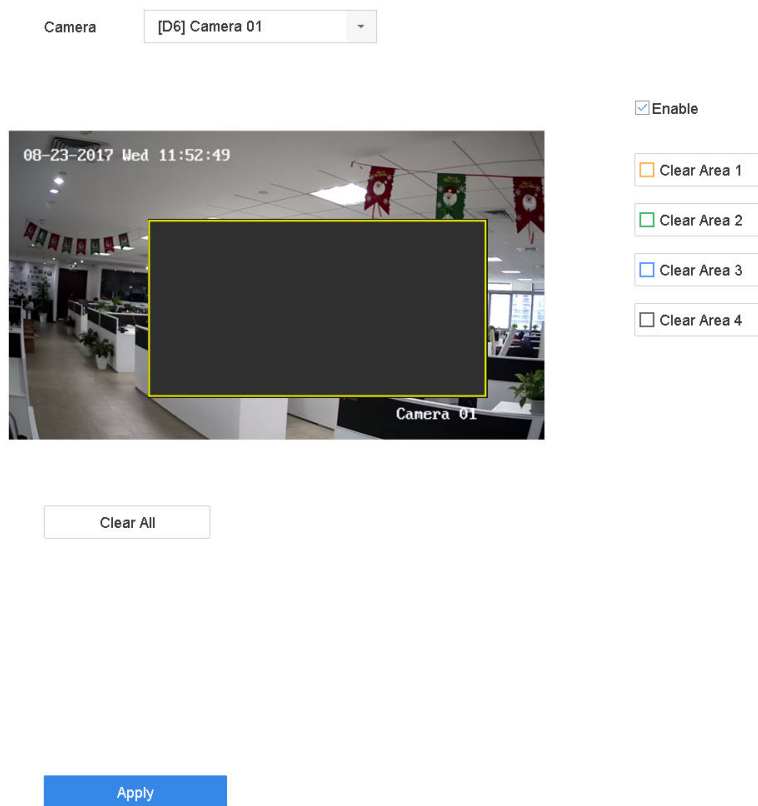 Camera
[D6] Camera 01
Enable
08-23-2017 Wed 11:52:49
Clear Area 1
Clear Area 2
Clear Area 3
Clear Area 4
Camera 01
Clear All
Apply